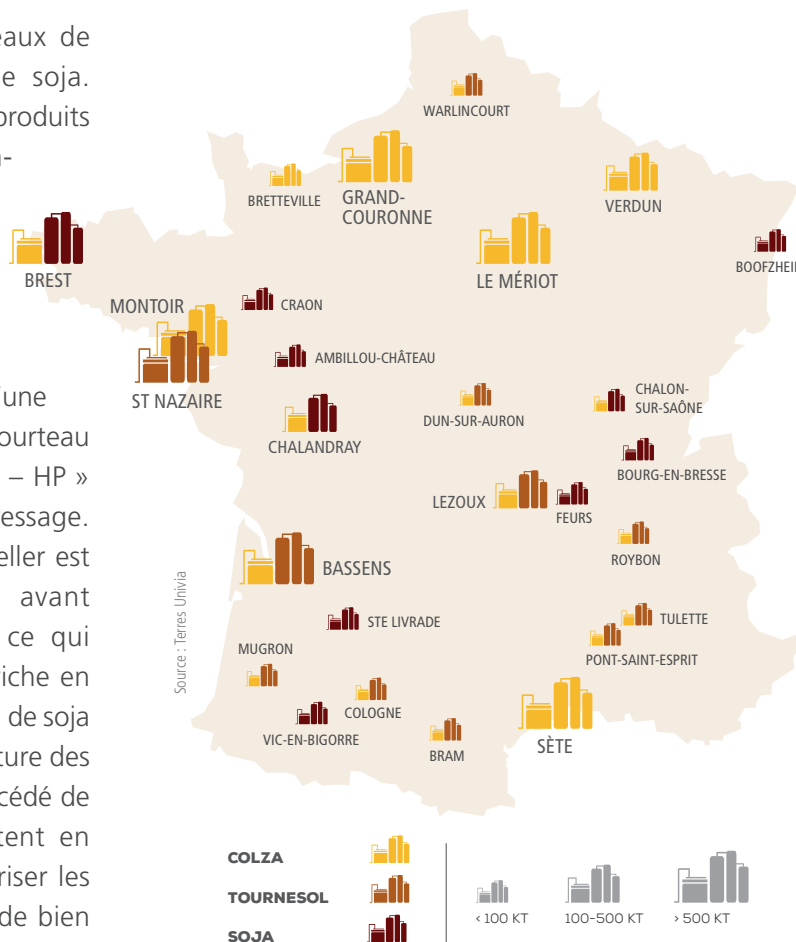 eaux de
e soja.
produits
-
'une
ourteau
– HP »
essage.
eller est
avant
ce qui
riche en
de soja
ture des
cédé de
tent en
riser les
de bien
WARLINCOURT
BRETTEVILLE
GRAND-
COURONNE
VERDUN
BREST
LE MÉRIOT
BOOFZHEIM
MONTOIR
CRAON
AMBILLOU-CHÂTEAU
ST NAZAIRE
CHALANDRAY
DUN-SUR-AURON
CHALON-
SUR-SAÔNE
BOURG-EN-BRESSE
LEZOUX
FEURS
ROYBON
BASSENS
Source : Terres Univia
STE LIVRADE
TULETTE
PONT-SAINT-ESPRIT
MUGRON
COLOGNE
VIC-EN-BIGORRE
BRAM
SÈTE
COLZA
TOURNESOL
SOJA
< 100 KT
100-500 KT
> 500 KT